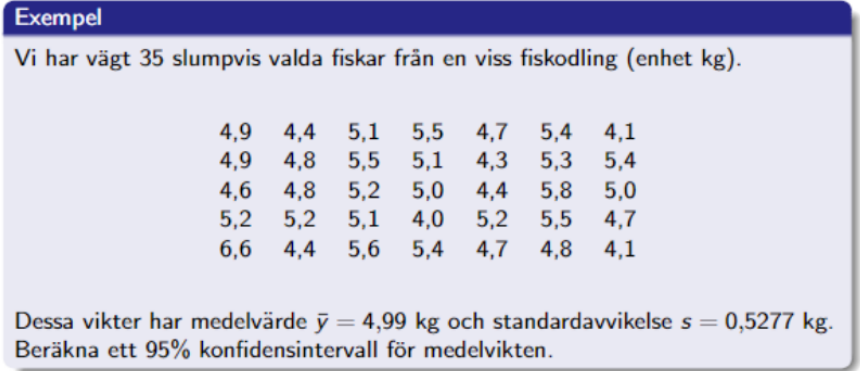 Exempel
Vi har vägt 35 slumpvis valda fiskar från en viss fiskodling (enhet kg).
4,9 4,4 5,1 5,5 4,7 5,4 4,1
4,9 4,8 5,5 5,1 4,3 5,3 5,4
4,6 4,8 5,2 5,0 4,4 5,8 5,0
5,2 5,2 5,1 4,0 5,2 5,5 4,7
6,6 4,4 5,6 5,4 4,7 4,8 4,1
Dessa vikter har medelvärde ȳ = 4,99 kg och standardavvikelse s = 0,5277 kg.
Beräkna ett 95% konfidensintervall för medelvikten.